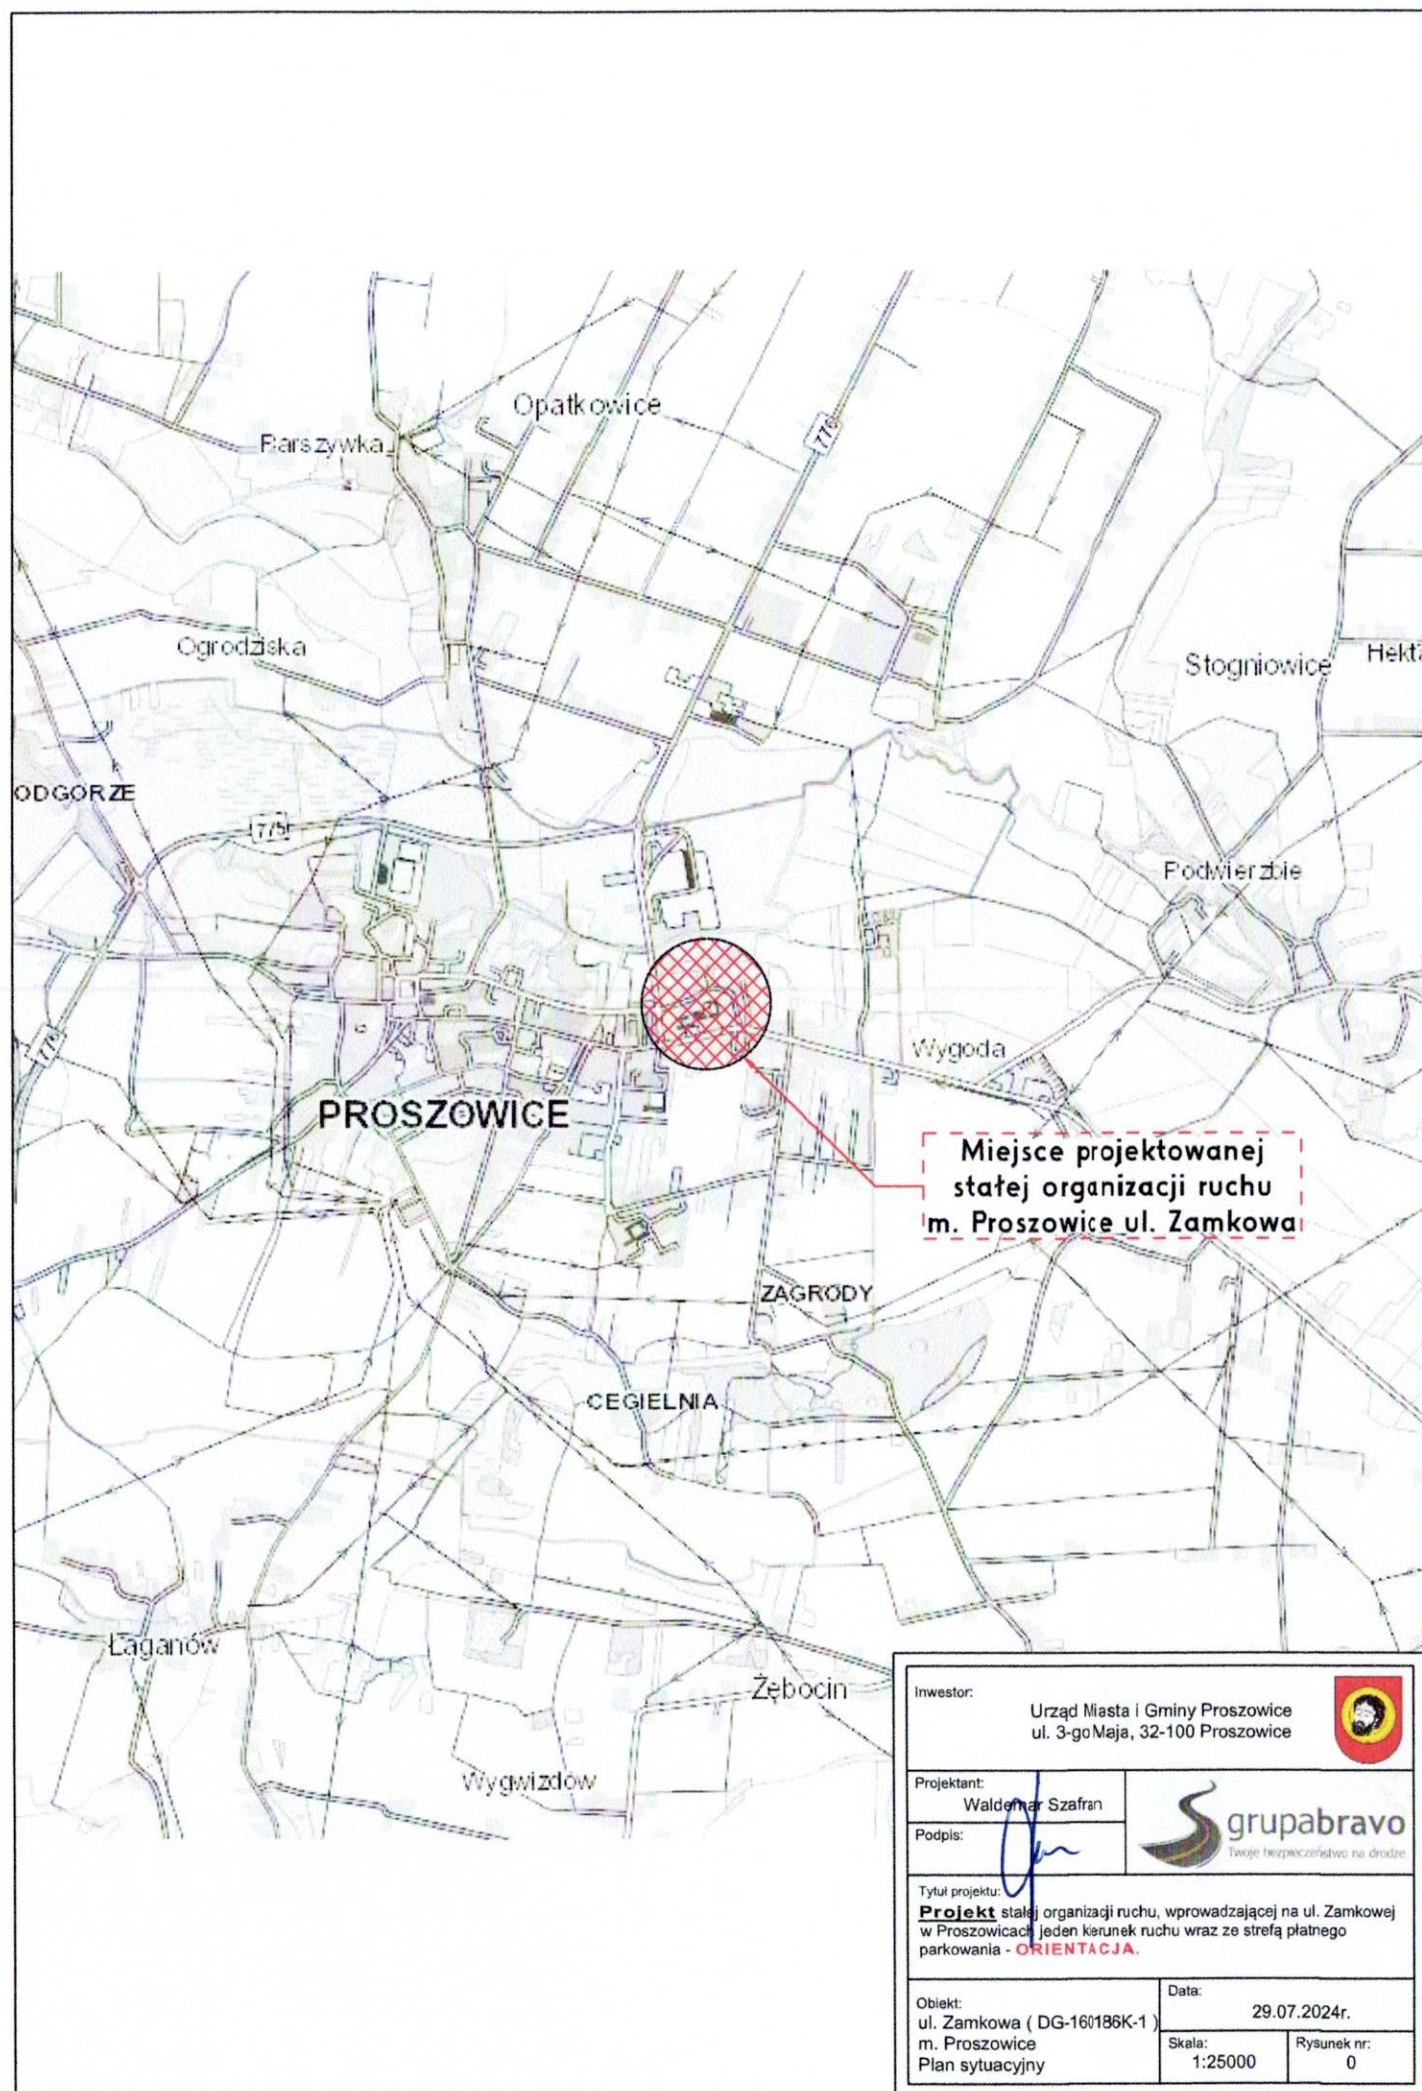 Opatkowice
Parszywka
776
Ogrodziska
Stogniowice
ODGÓRZE
775
Podwierzbie
Wygoda
PROSZOWICE
Miejsce projektowanej
stałej organizacji ruchu
m. Proszowice ul. Zamkowa
ZAGRODY
CEGIELNIA
Łaganów
Żębocin
Wygwizdów
Inwestor:
Urząd Miasta i Gminy Proszowice
ul. 3-go Maja, 32-100 Proszowice
Projektant:
Waldemar Szafran
Podpis:
grupabravo
Twoje bezpieczeństwo na drodze
Tytuł projektu:
Projekt stałej organizacji ruchu, wprowadzającej na ul. Zamkowej
w Proszowicach jeden kierunek ruchu wraz ze strefą płatnego
parkowania - ORIENTACJA.
Obiekt:
ul. Zamkowa ( DG-160186K-1 )
m. Proszowice
Plan sytuacyjny
Data:
29.07.2024r.
Skala:
1:25000
Rysunek nr:
0